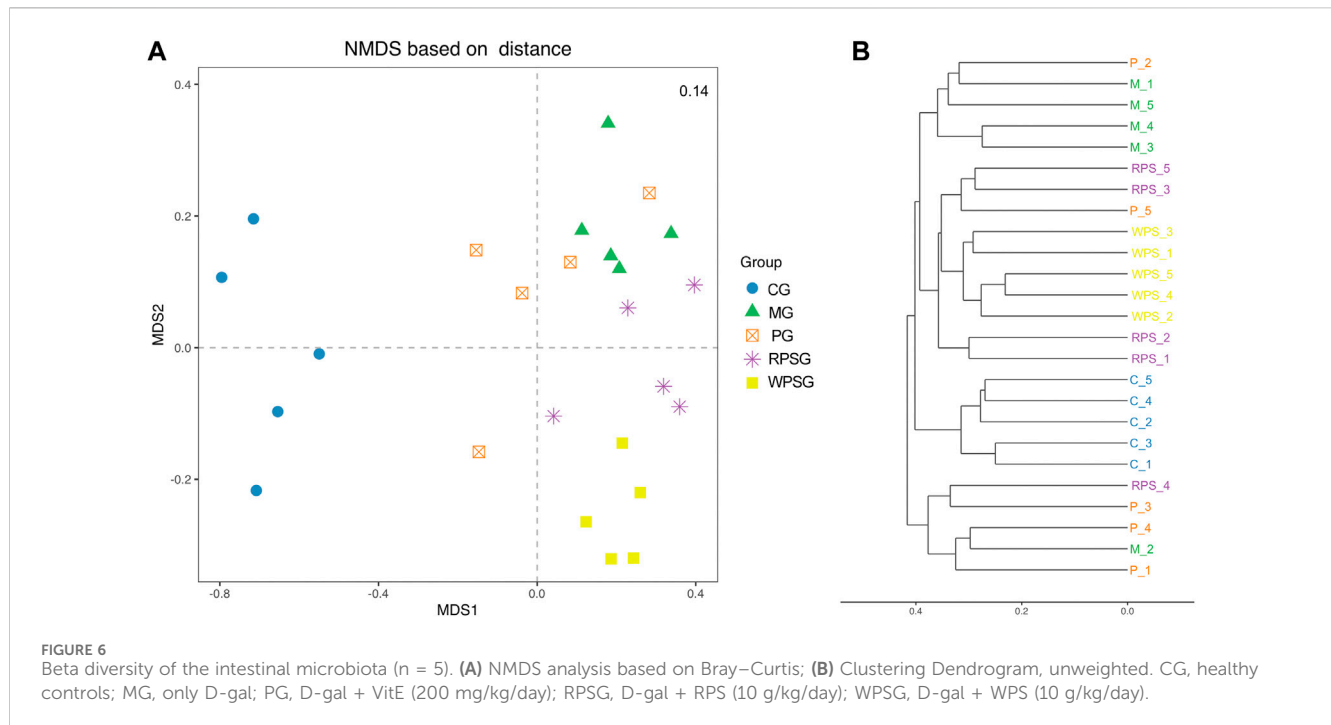 A
NMDS based on distance
0.14
0.4
0.2
0.0
-0.2
MDS2
-0.8
-0.4
0.0
0.4
MDS1
Group
CG
MG
PG
RPSG
WPSG
B
P_2
M_1
M_5
M_4
M_3
RPS_5
RPS_3
P_5
WPS_3
WPS_1
WPS_5
WPS_4
WPS_2
RPS_2
RPS_1
C_5
C_4
C_2
C_3
C_1
RPS_4
P_3
P_4
M_2
P_1
0.4
0.2
0.0
FIGURE 6
Beta diversity of the intestinal microbiota (n = 5). (A) NMDS analysis based on Bray–Curtis; (B) Clustering Dendrogram, unweighted. CG, healthy
controls; MG, only D-gal; PG, D-gal + VitE (200 mg/kg/day); RPSG, D-gal + RPS (10 g/kg/day); WPSG, D-gal + WPS (10 g/kg/day).